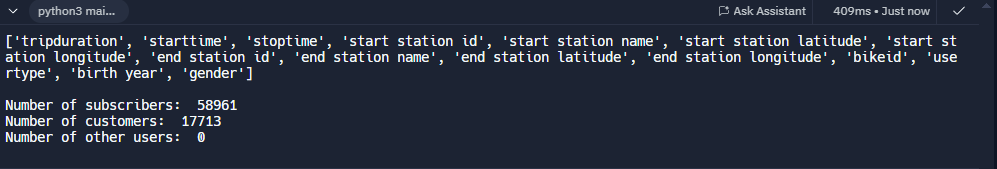 python3 mai... Ask Assistant 409ms • Just now
['tripduration', 'starttime', 'stoptime', 'start station id', 'start station name', 'start station latitude', 'start st
ation longitude', 'end station id', 'end station name', 'end station latitude', 'end station longitude', 'bikeid', 'use
rtype', 'birth year', 'gender']
Number of subscribers:  58961
Number of customers:  17713
Number of other users:  0